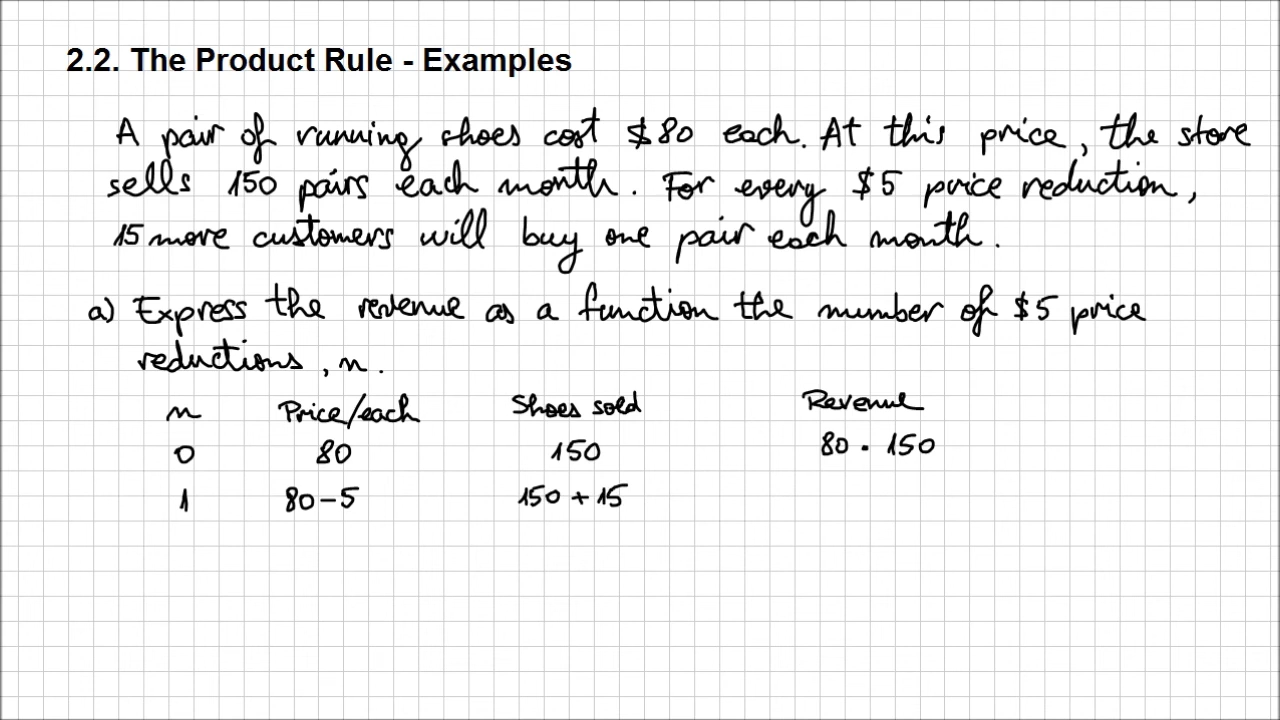 2.2. The Product Rule - Examples
A pair of running shoes cost $80 each. At this price, the store
sells 150 pairs each month. For every $5 price reduction,
15 more customers will buy one pair each month.
a) Express the revenue as a function the number of $5 price
reductions, n.
n Price/each Shoes sold Revenue
0 80 150 80 · 150
1 80-5 150 + 15